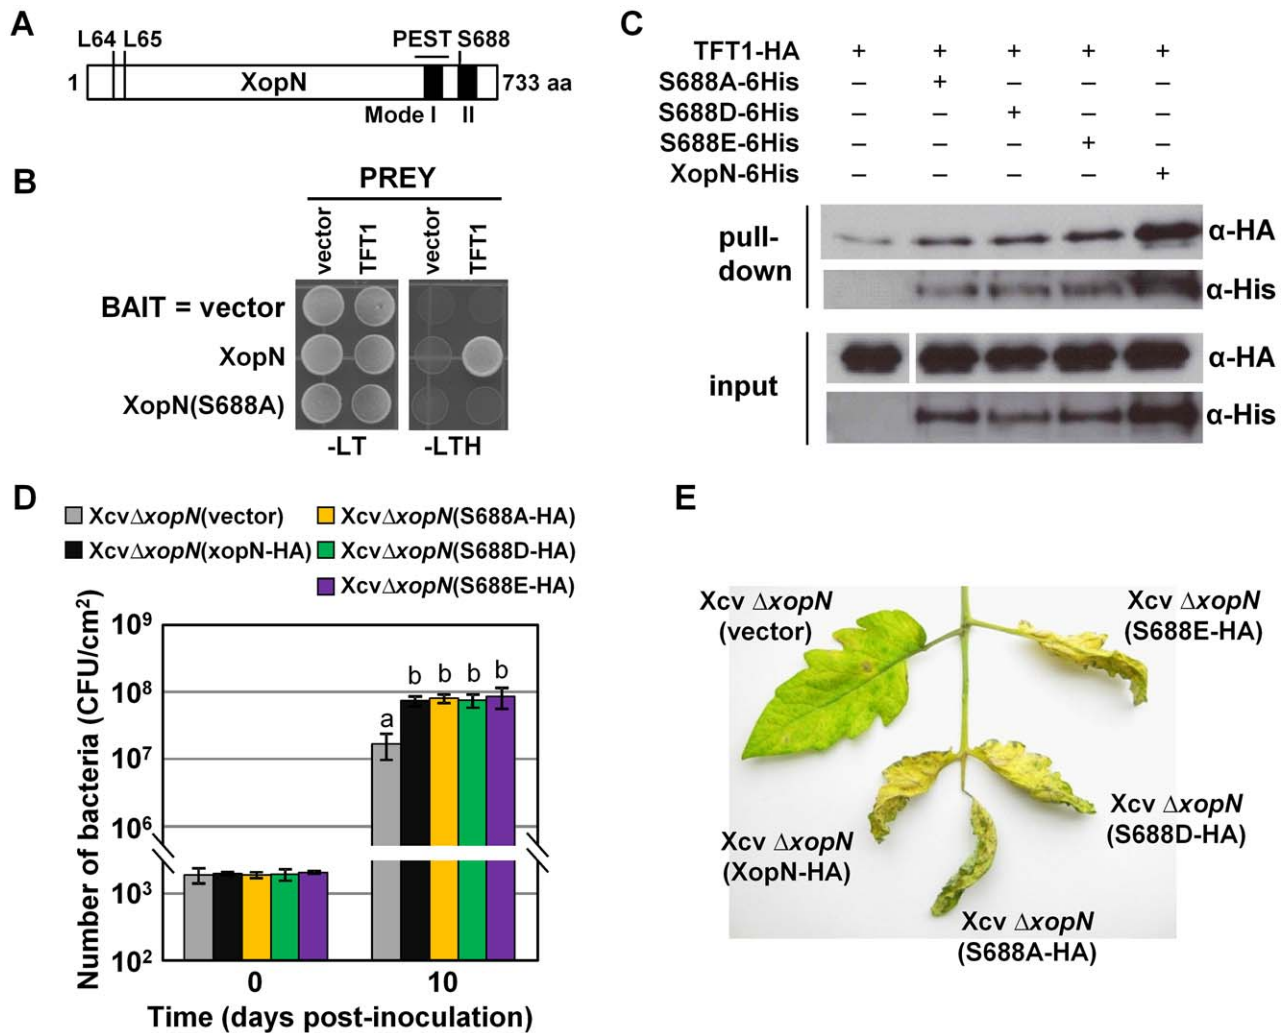 A
L64 L65 PEST S688
1 XopN 733 aa
Mode I II
B
PREY
vector TFT1 vector TFT1
BAIT = vector
XopN
XopN(S688A)
-LT -LTH
C
TFT1-HA + + + + +
S688A-6His – + – – –
S688D-6His – – + – –
S688E-6His – – – + –
XopN-6His – – – – +
pull-
down
α-HA
α-His
input
α-HA
α-His
D
XcvΔxopN(vector) XcvΔxopN(S688A-HA)
XcvΔxopN(xopN-HA) XcvΔxopN(S688D-HA)
XcvΔxopN(S688E-HA)
Number of bacteria (CFU/cm²)
10⁹
10⁸
10⁷
10⁶
10³
10²
a b b b b
0 10
Time (days post-inoculation)
E
Xcv ΔxopN
(vector)
Xcv ΔxopN
(S688E-HA)
Xcv ΔxopN
(XopN-HA)
Xcv ΔxopN
(S688D-HA)
Xcv ΔxopN
(S688A-HA)